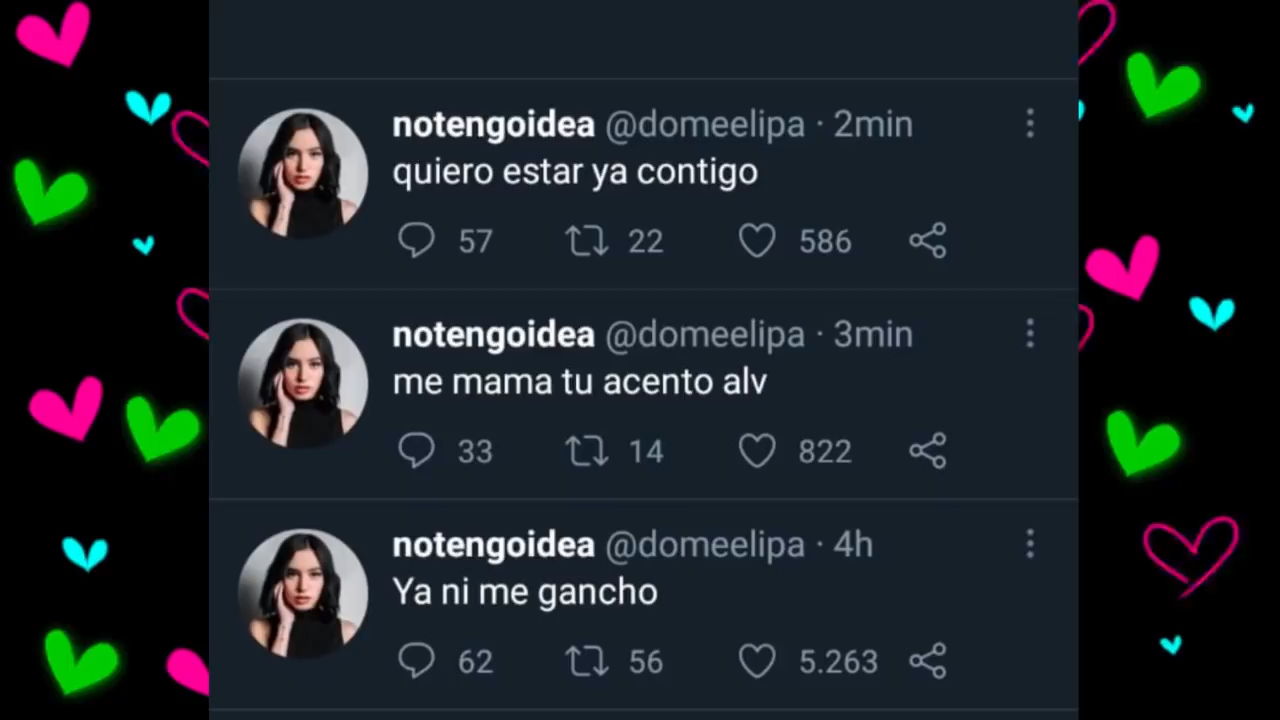 notengoidea @domeelipa · 2min
quiero estar ya contigo
57 22 586
notengoidea @domeelipa · 3min
me mama tu acento alv
33 14 822
notengoidea @domeelipa · 4h
Ya ni me gancho
62 56 5.263